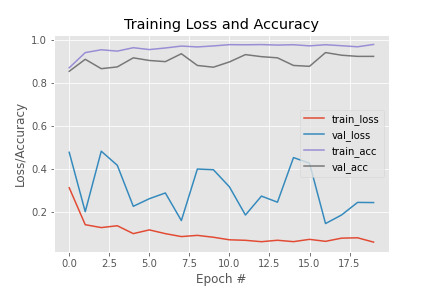 Training Loss and Accuracy
Loss/Accuracy
1.0
0.8
0.6
0.4
0.2
train_loss
val_loss
train_acc
val_acc
0.0 2.5 5.0 7.5 10.0 12.5 15.0 17.5
Epoch #